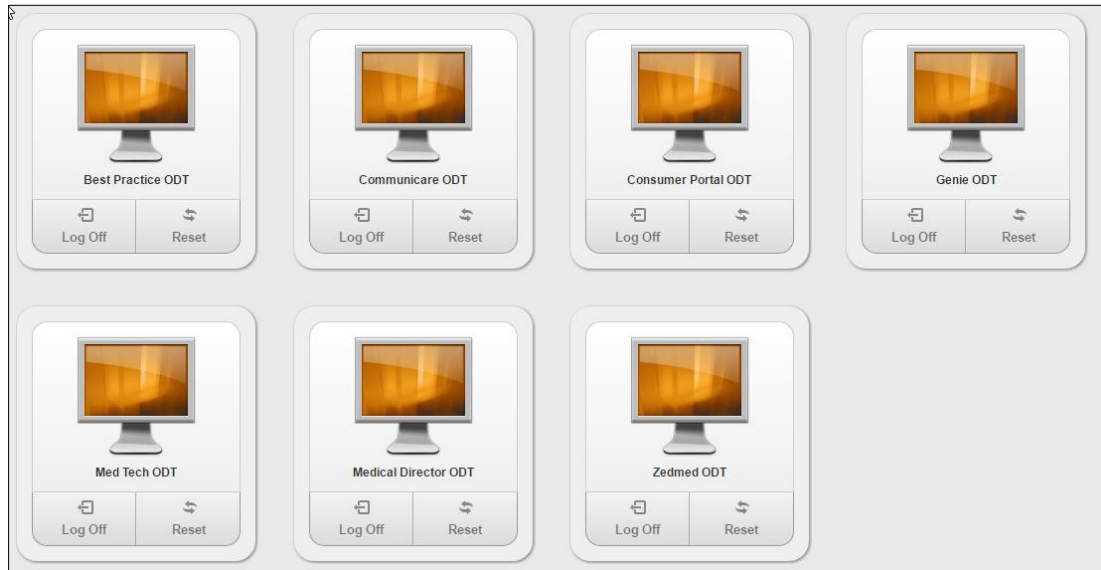 Best Practice ODT
Log Off Reset
Communicare ODT
Log Off Reset
Consumer Portal ODT
Log Off Reset
Genie ODT
Log Off Reset
Med Tech ODT
Log Off Reset
Medical Director ODT
Log Off Reset
Zedmed ODT
Log Off Reset